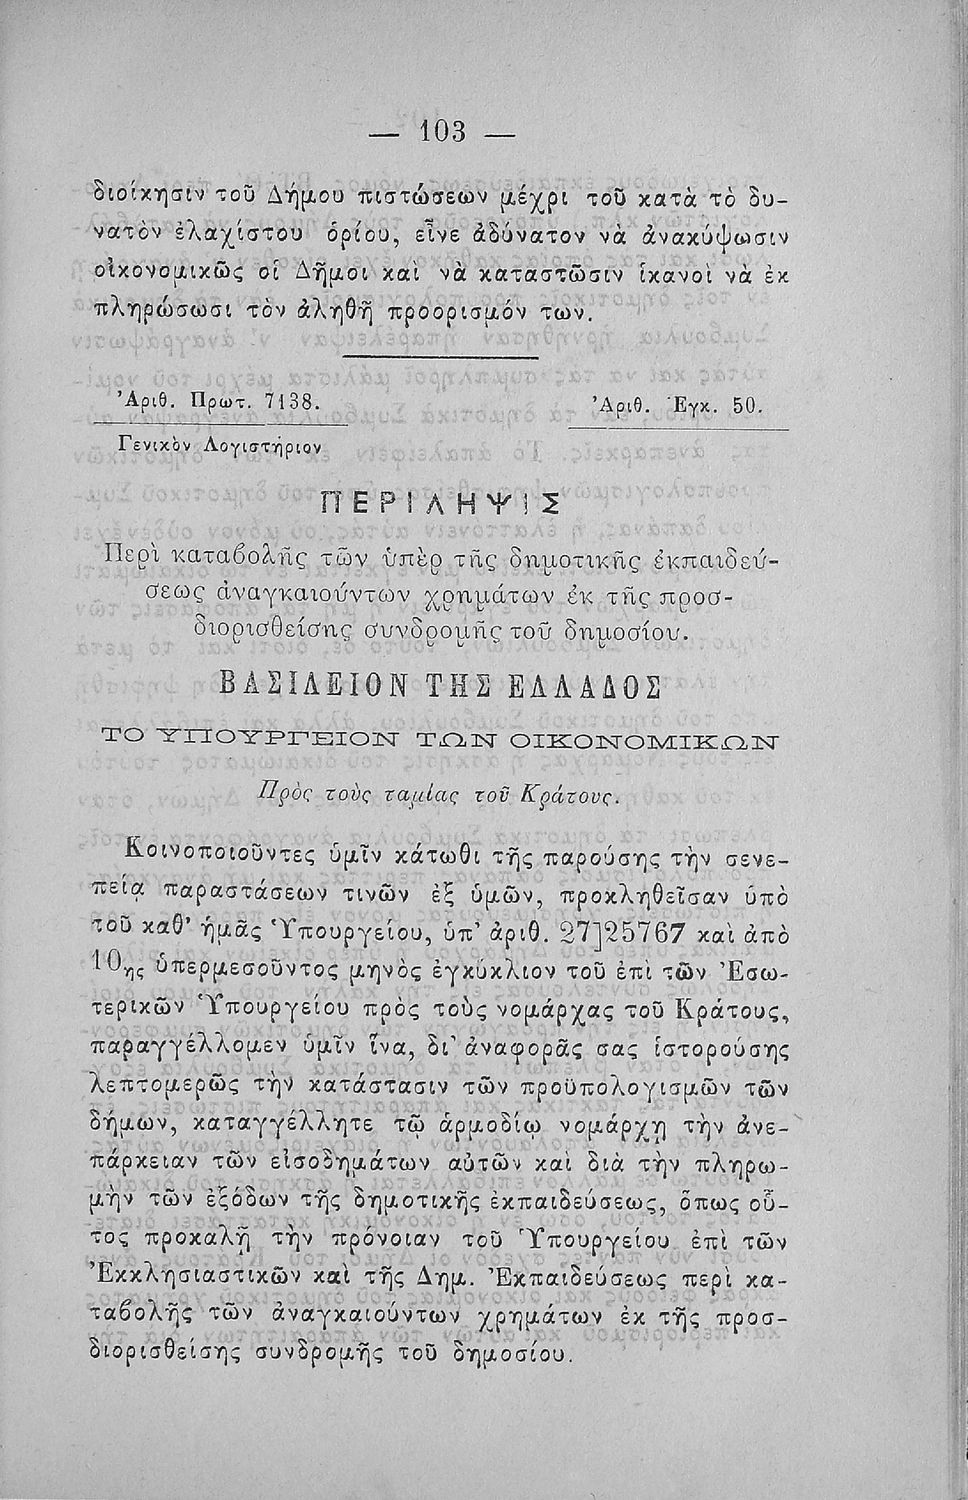 — 103 —
διοίκησιν τοῦ Δήμου πιστώσεων μέχρι τοῦ κατὰ τὸ δυ-
νατὸν ἐλαχίστου ὁρίου, εἶνε ἀδύνατον νὰ ἀνακύψωσιν
οἰκονομικῶς οἱ Δῆμοι καὶ νὰ καταστῶσιν ἱκανοὶ νὰ ἐκ
πληρώσωσι τὸν ἀληθῆ προορισμόν των.
Ἀριθ. Πρωτ. 7138. Ἀριθ. Ἐγκ. 50.
Γενικὸν Λογιστήριον
ΠΕΡΙΛΗΨΙΣ
Περὶ καταβολῆς τῶν ὑπὲρ τῆς δημοτικῆς ἐκπαιδεύ-
σεως ἀναγκαιούντων χρημάτων ἐκ τῆς προσ-
διορισθείσης συνδρομῆς τοῦ δημοσίου.
ΒΑΣΙΛΕΙΟΝ ΤΗΣ ΕΛΛΑΔΟΣ
ΤΟ ΥΠΟΥΡΓΕΙΟΝ ΤΩΝ ΟΙΚΟΝΟΜΙΚΩΝ
Πρὸς τοὺς ταμίας τοῦ Κράτους.
Κοινοποιοῦντες ὑμῖν κάτωθι τῆς παρούσης τὴν σενε-
πείᾳ παραστάσεων τινῶν ἐξ ὑμῶν, προκληθεῖσαν ὑπὸ
τοῦ καθ' ἡμᾶς Ὑπουργείου, ὑπ' ἀριθ. 27]25767 καὶ ἀπὸ
10ης ὑπερμεσοῦντος μηνὸς ἐγκύκλιον τοῦ ἐπὶ τῶν Ἐσω-
τερικῶν Ὑπουργείου πρὸς τοὺς νομάρχας τοῦ Κράτους,
παραγγέλλομεν ὑμῖν ἵνα, δι' ἀναφορᾶς σας ἱστορούσης
λεπτομερῶς τὴν κατάστασιν τῶν προϋπολογισμῶν τῶν
δήμων, καταγγέλλητε τῷ ἁρμοδίῳ νομάρχῃ τὴν ἀνε-
πάρκειαν τῶν εἰσοδημάτων αὐτῶν καὶ διὰ τὴν πληρω-
μὴν τῶν ἐξόδων τῆς δημοτικῆς ἐκπαιδεύσεως, ὅπως οὗ-
τος προκαλῇ τὴν πρόνοιαν τοῦ Ὑπουργείου ἐπὶ τῶν
Ἐκκλησιαστικῶν καὶ τῆς Δημ. Ἐκπαιδεύσεως περὶ κα-
ταβολῆς τῶν ἀναγκαιούντων χρημάτων ἐκ τῆς προσ-
διορισθείσης συνδρομῆς τοῦ δημοσίου.